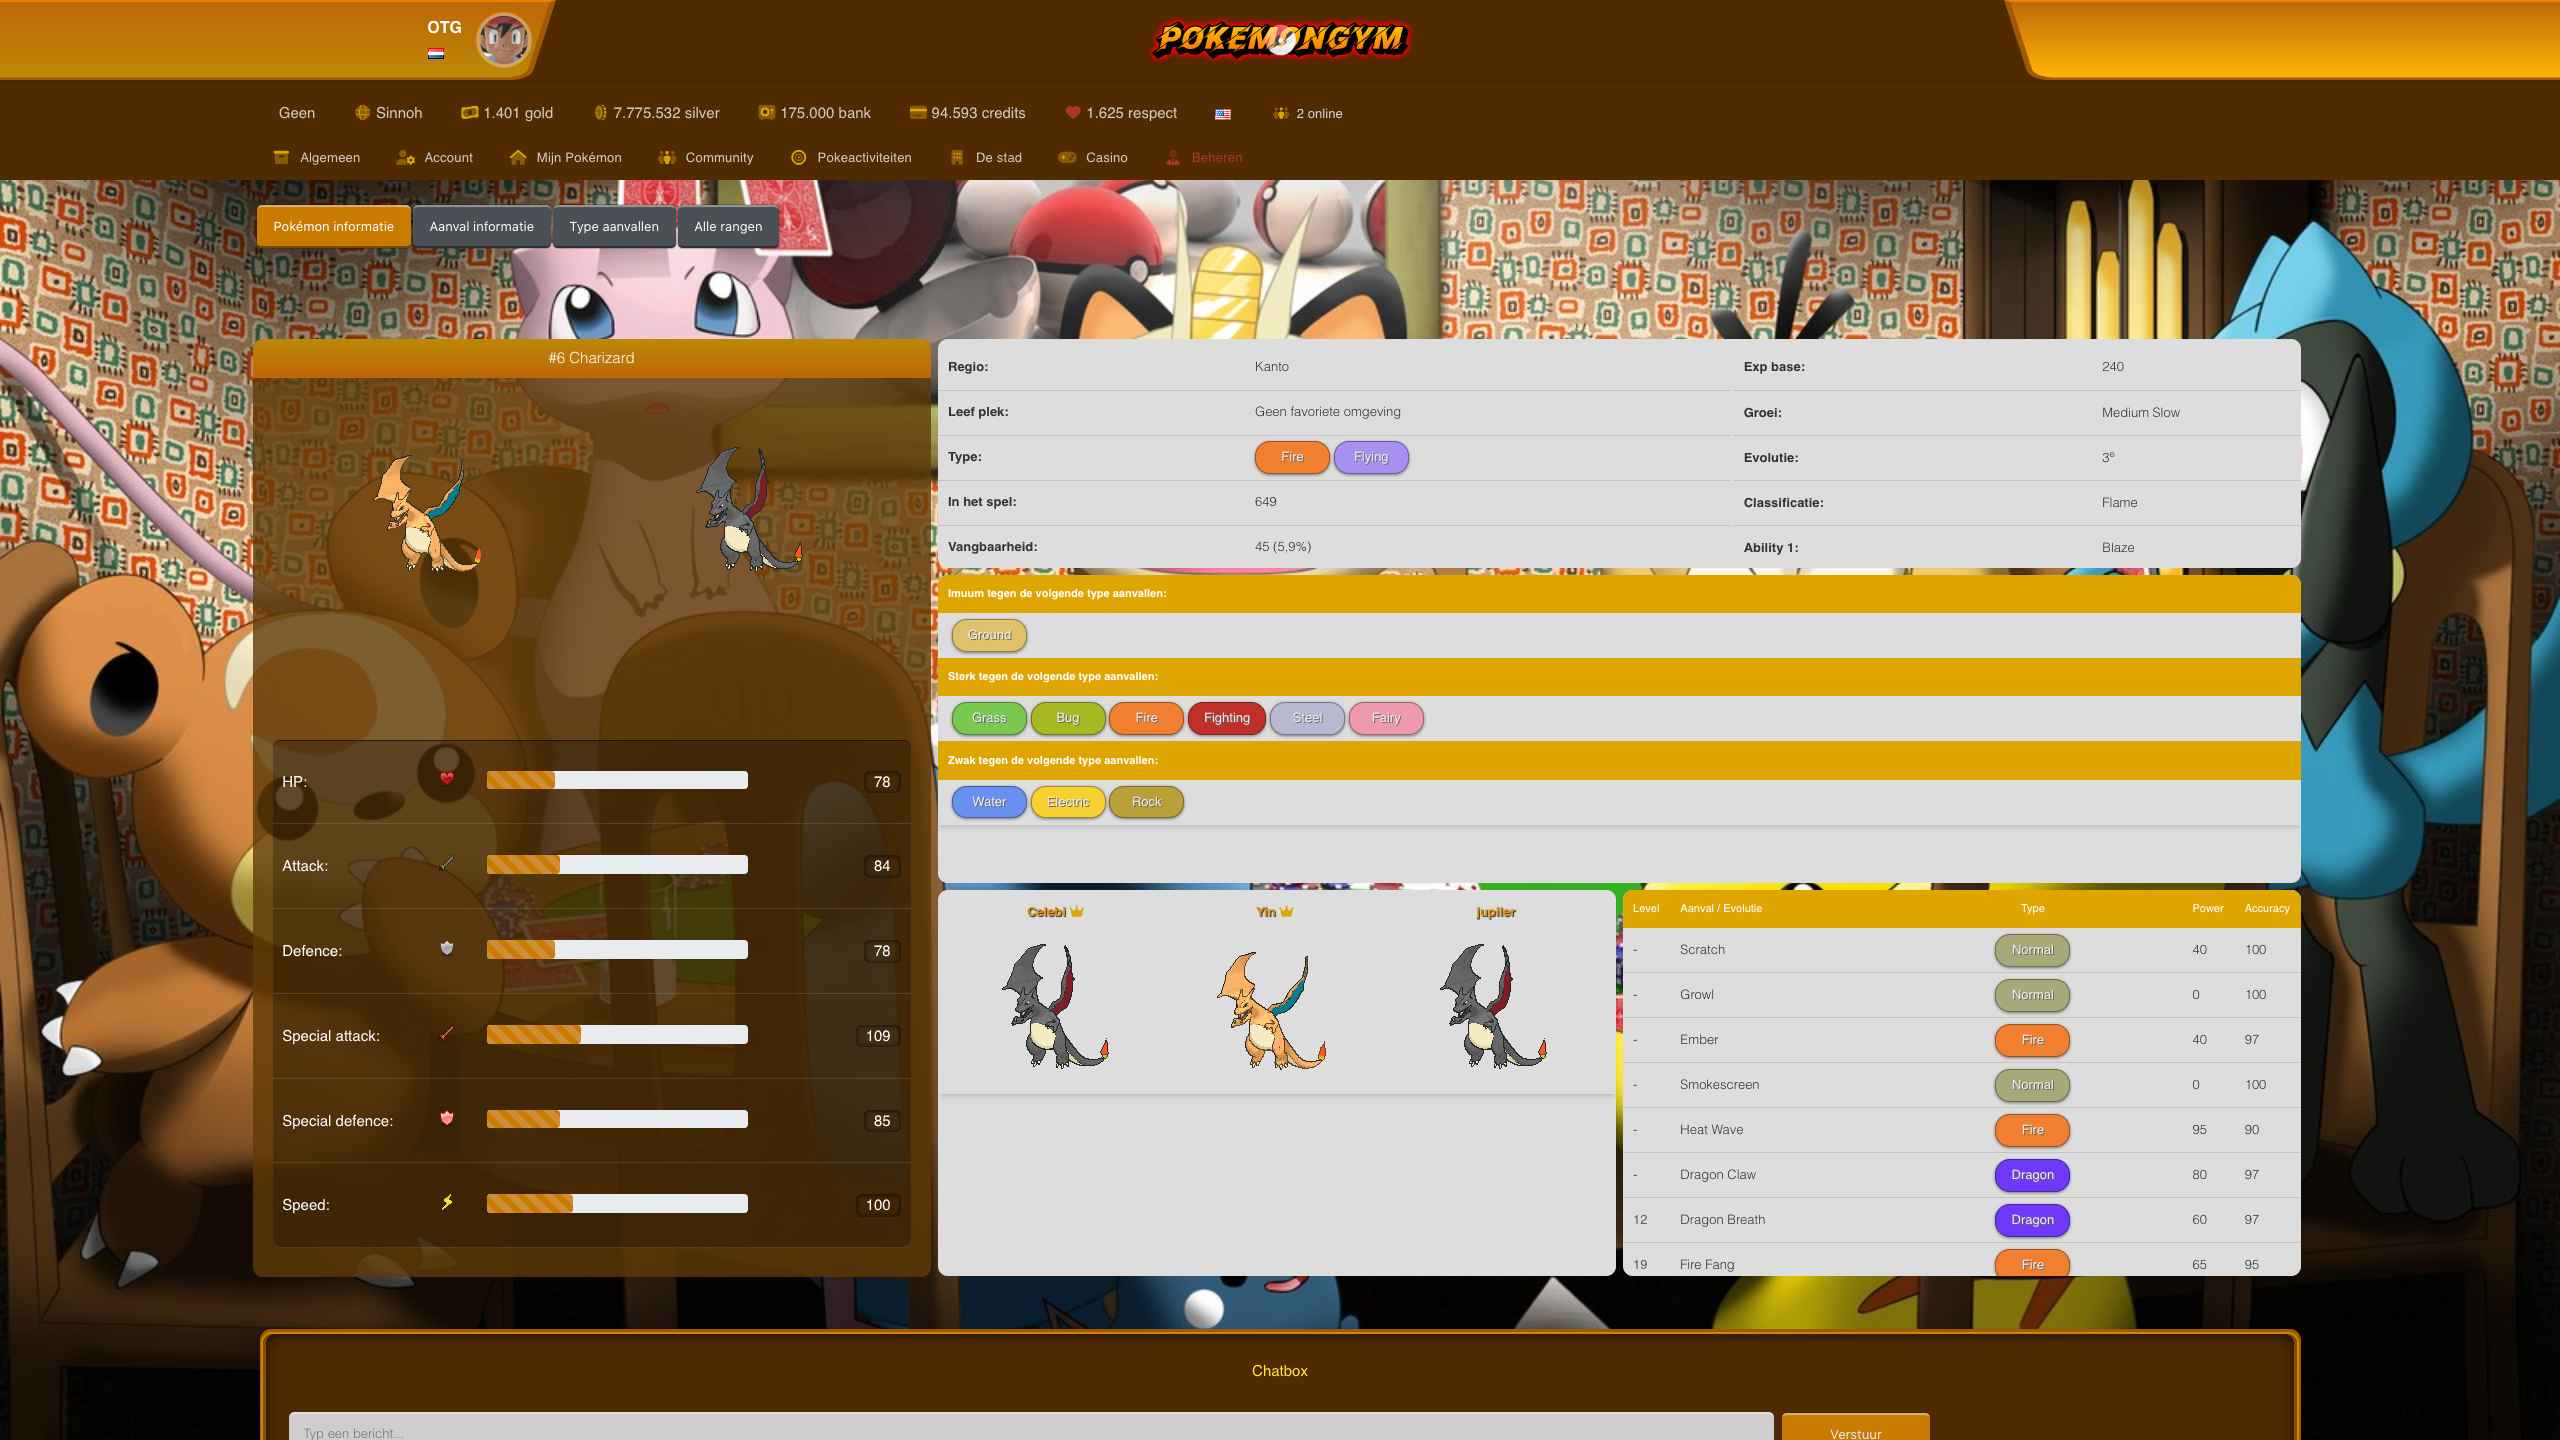 OTG
POKEMONGYM
Geen Sinnoh 1.401 gold 7.775.532 silver 175.000 bank 94.593 credits 1.625 respect 2 online
Algemeen Account Mijn Pokémon Community Pokeactiviteiten De stad Casino Beheren
Pokémon informatie Aanval informatie Type aanvallen Alle rangen
#6 Charizard
HP: 78
Attack: 84
Defence: 78
Special attack: 109
Special defence: 85
Speed: 100
Regio: Kanto Exp base: 240
Leef plek: Geen favoriete omgeving Groei: Medium Slow
Type: Fire Flying Evolutie: 3e
In het spel: 649 Classificatie: Flame
Vangbaarheid: 45 (5,9%) Ability 1: Blaze
Imuum tegen de volgende type aanvallen:
Ground
Sterk tegen de volgende type aanvallen:
Grass Bug Fire Fighting Steel Fairy
Zwak tegen de volgende type aanvallen:
Water Electric Rock
Celebi Yin jupiler
Level Aanval / Evolutie Type Power Accuracy
- Scratch Normal 40 100
- Growl Normal 0 100
- Ember Fire 40 97
- Smokescreen Normal 0 100
- Heat Wave Fire 95 90
- Dragon Claw Dragon 80 97
12 Dragon Breath Dragon 60 97
19 Fire Fang Fire 65 95
Chatbox
Typ een bericht... Verstuur